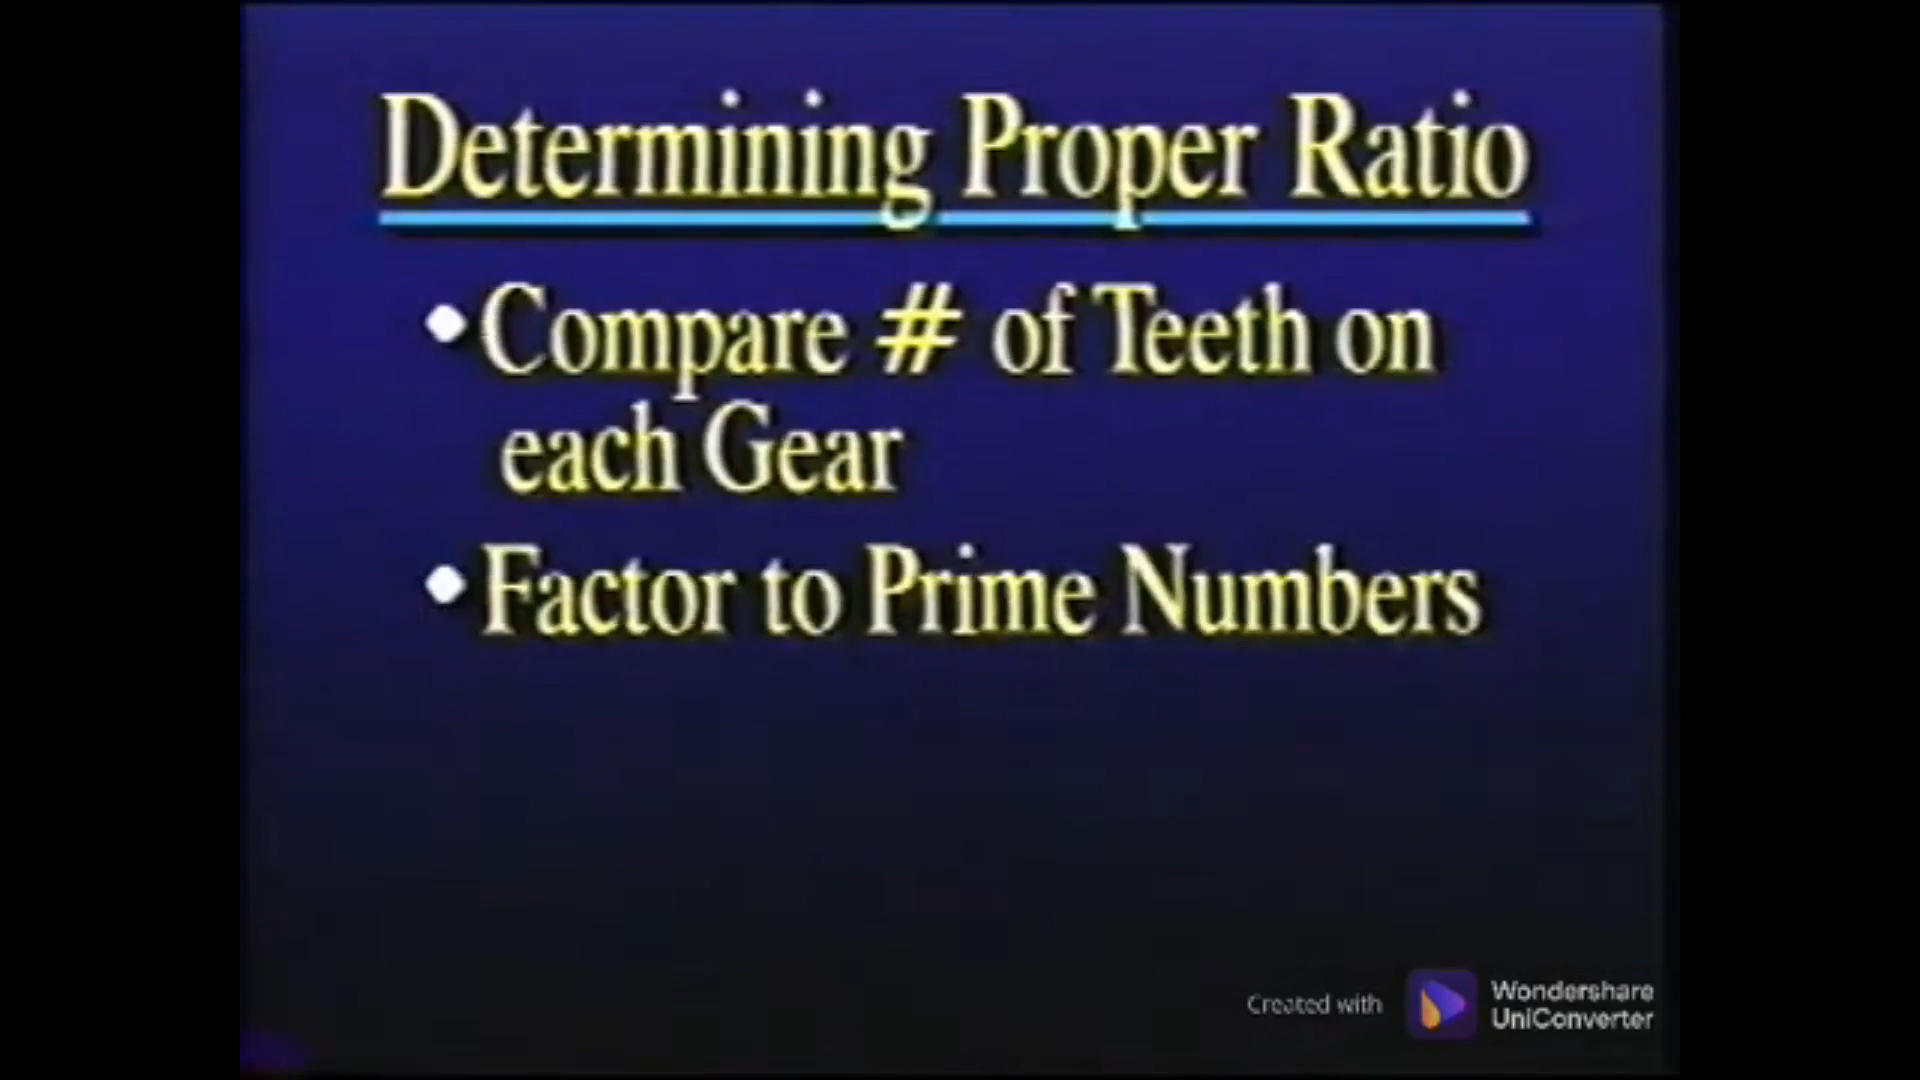 Determining Proper Ratio
• Compare # of Teeth on
each Gear
• Factor to Prime Numbers
Created with
Wondershare
UniConverter